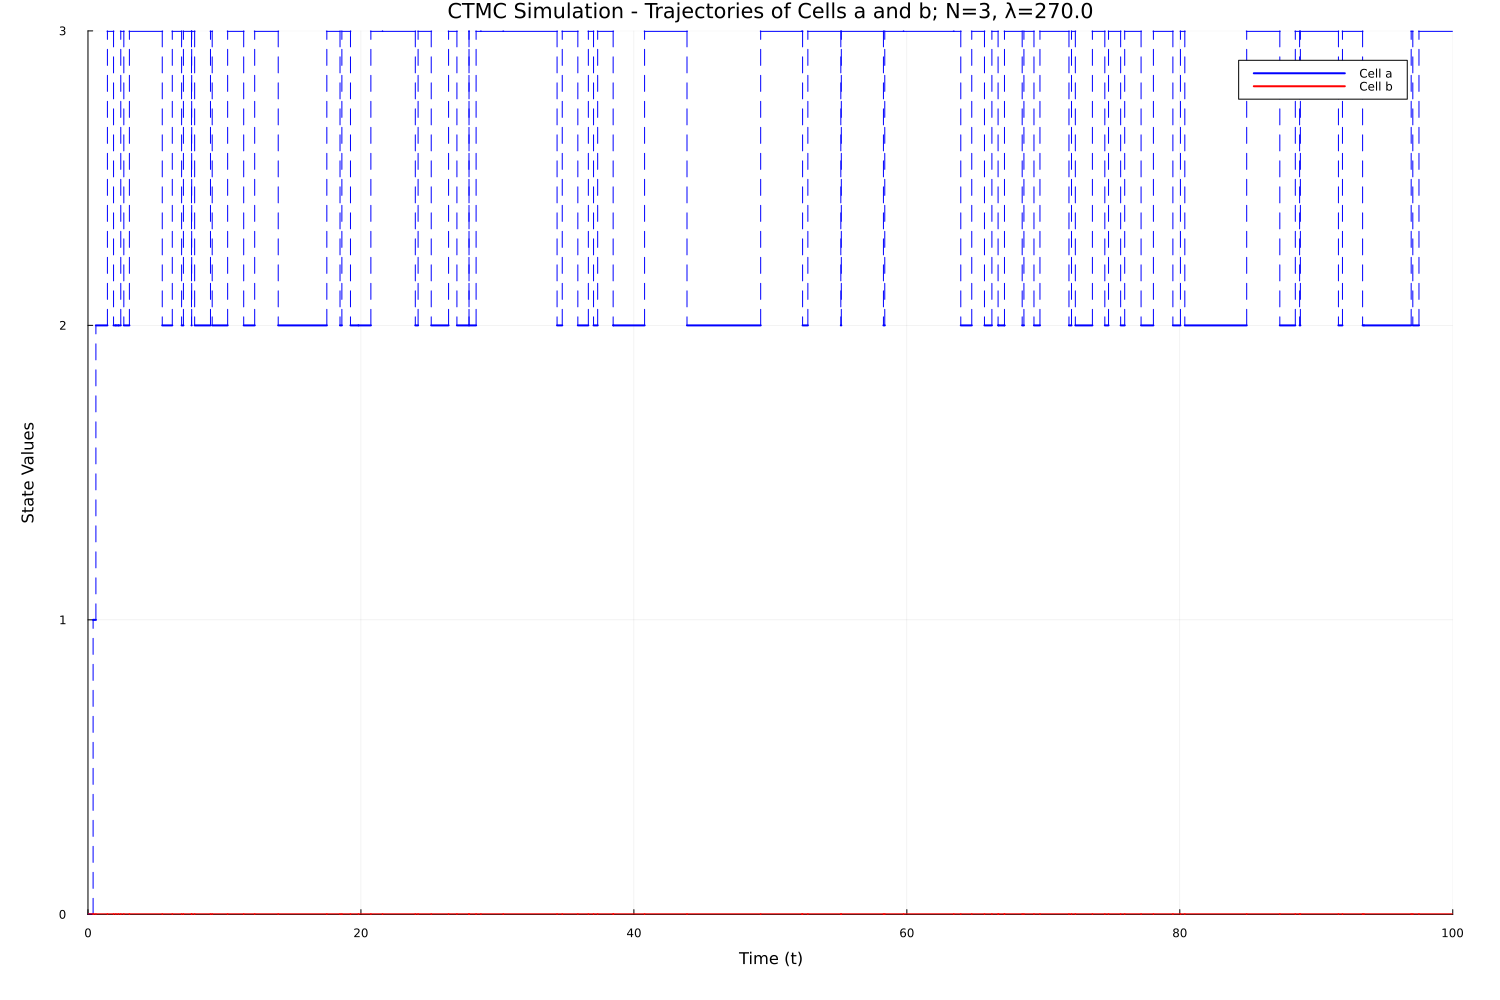 CTMC Simulation - Trajectories of Cells a and b; N=3, λ=270.0
3
Cell a
Cell b
2
State Values
1
0
0 20 40 60 80 100
Time (t)